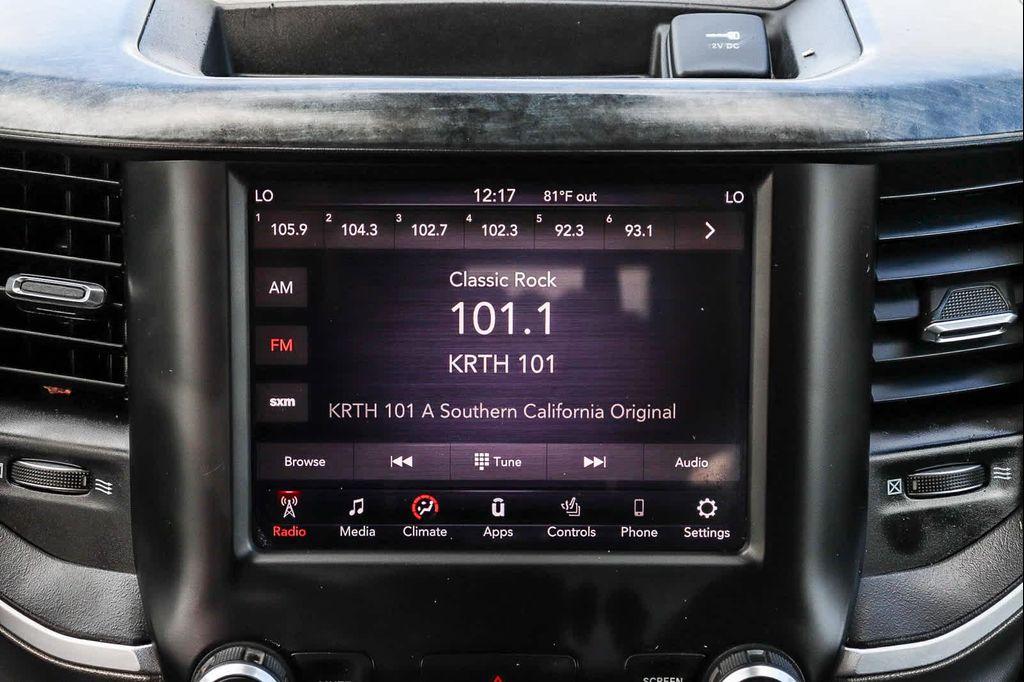 12V/DC
LO 12:17 81°F out LO
1 105.9 2 104.3 3 102.7 4 102.3 5 92.3 6 93.1
AM
FM
sxm
Classic Rock
101.1
KRTH 101
KRTH 101 A Southern California Original
Browse Tune Audio
Radio Media Climate Apps Controls Phone Settings
SCREEN